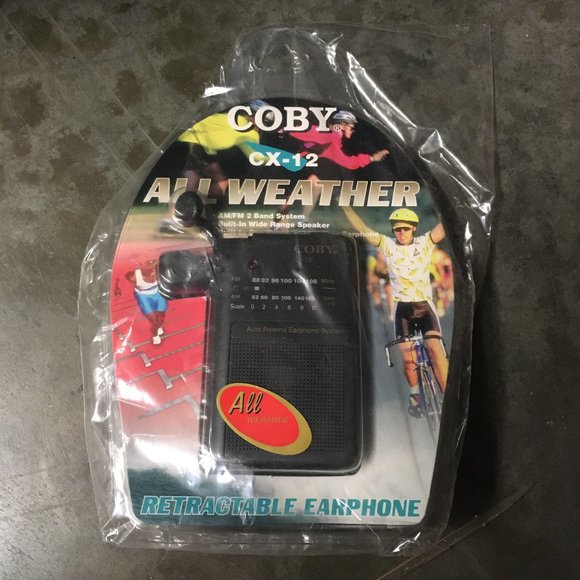 COBY®
CX-12
ALL WEATHER
AM/FM 2 Band System
Built-In Wide Range Speaker
Earphone
COBY
FM 88 92 96 100 104 108 MHz
AM 53 60 80 100 140 160 KHz
Scale 0 2 4 6 8 10
Auto Rewind Earphone System
All
WEATHER
RETRACTABLE EARPHONE